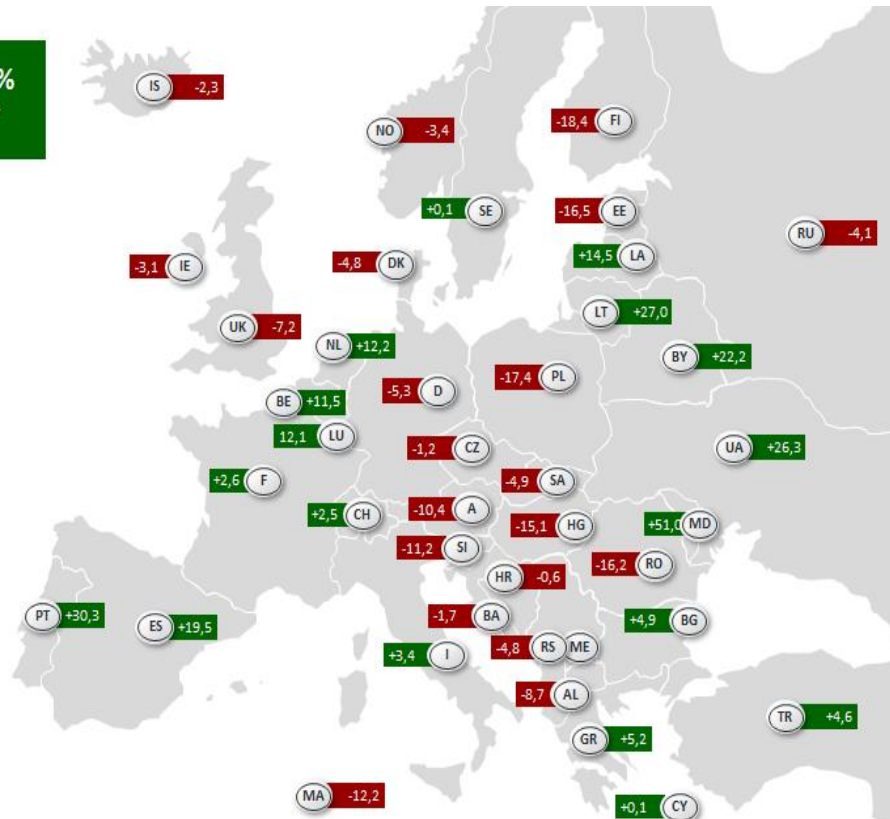 %
IS -2,3
NO -3,4
-18,4 FI
+0,1 SE
-16,5 EE
RU -4,1
-3,1 IE
-4,8 DK
+14,5 LA
UK -7,2
LT +27,0
NL +12,2
BY +22,2
-5,3 D
-17,4 PL
BE +11,5
12,1 LU
-1,2 CZ
UA +26,3
+2,6 F
-4,9 SA
+2,5 CH
-10,4 A
-15,1 HG
+51,0 MD
-11,2 SI
-16,2 RO
HR -0,6
PT +30,3
ES +19,5
-1,7 BA
+4,9 BG
+3,4 I
-4,8 RS ME
-8,7 AL
TR +4,6
GR +5,2
MA -12,2
+0,1 CY